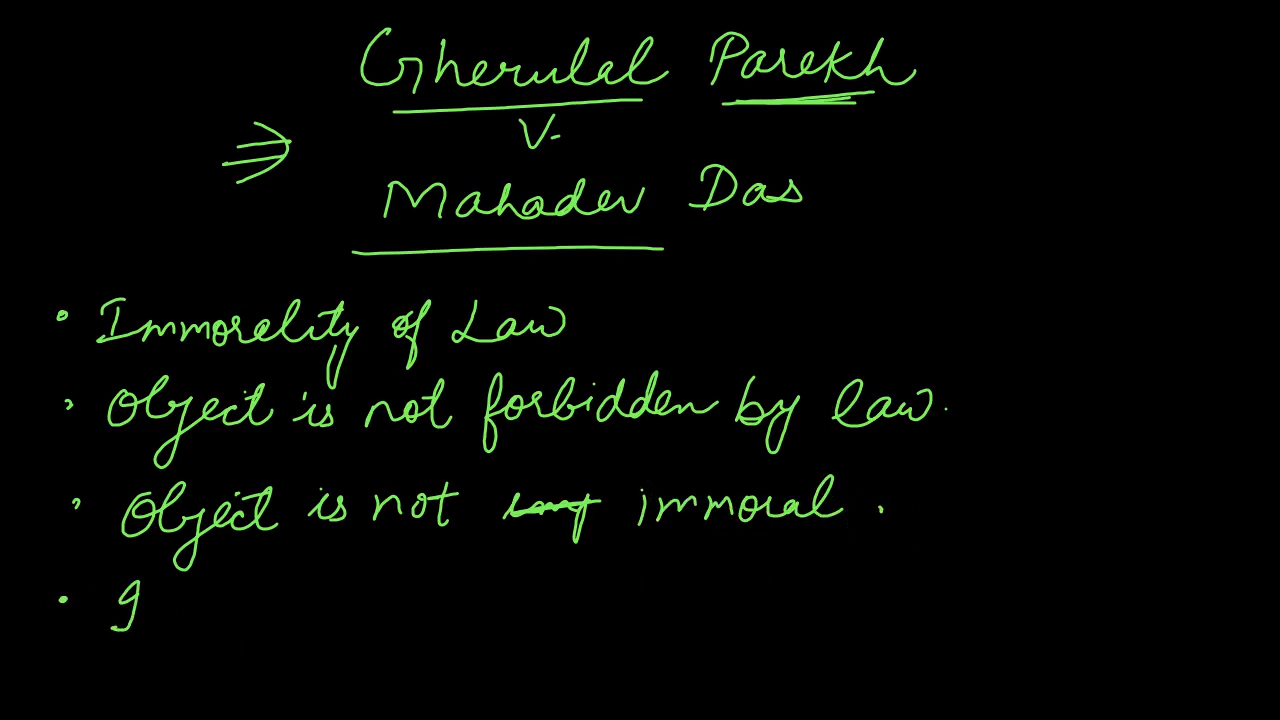 Gherulal Parekh
V.
Mahadev Das
• Immorality of Law
• Object is not forbidden by law.
• Object is not immoral.
• I